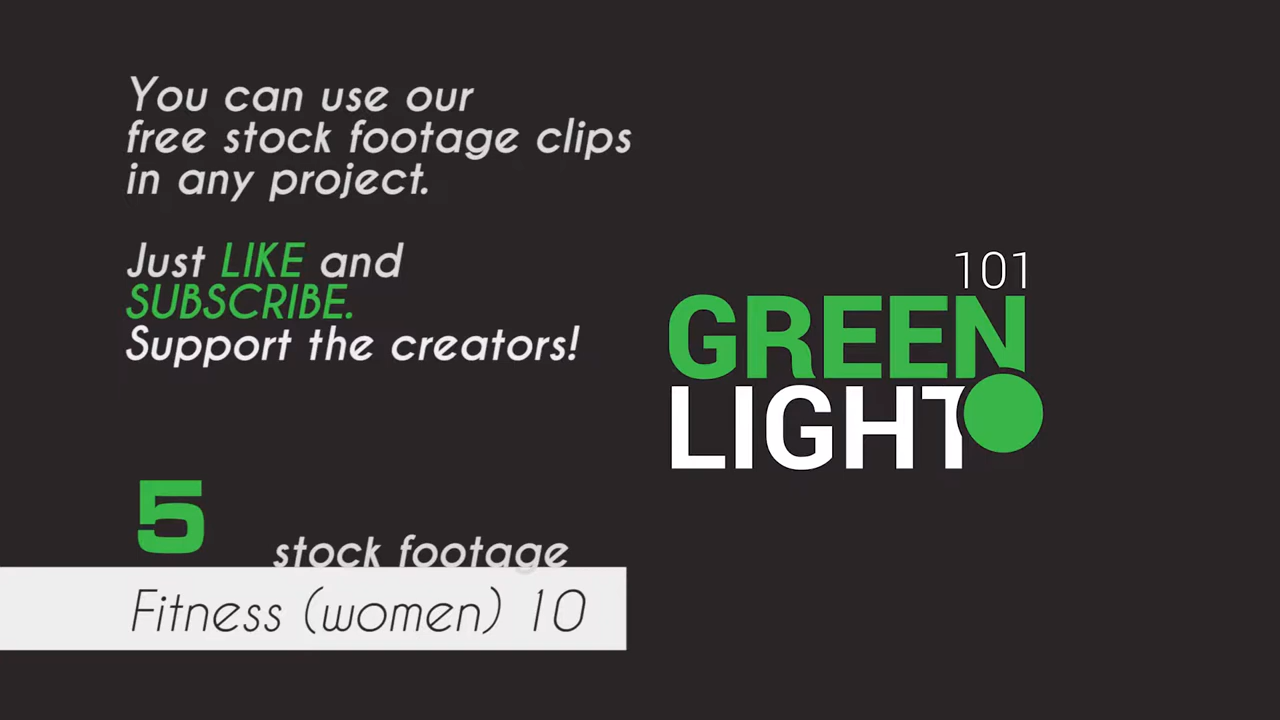 You can use our
free stock footage clips
in any project.
Just LIKE and
SUBSCRIBE.
Support the creators!
101
GREEN
LIGHT
5
stock footage
Fitness (women) 10